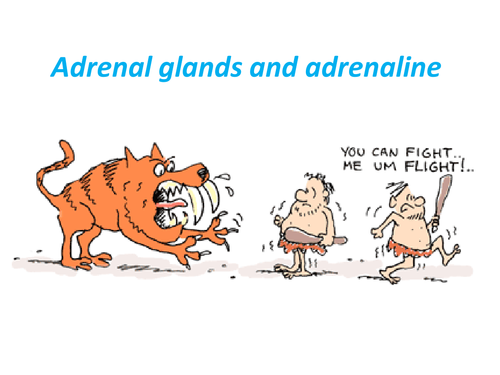 Adrenal glands and adrenaline
YOU CAN FIGHT..
ME UM FLIGHT!..